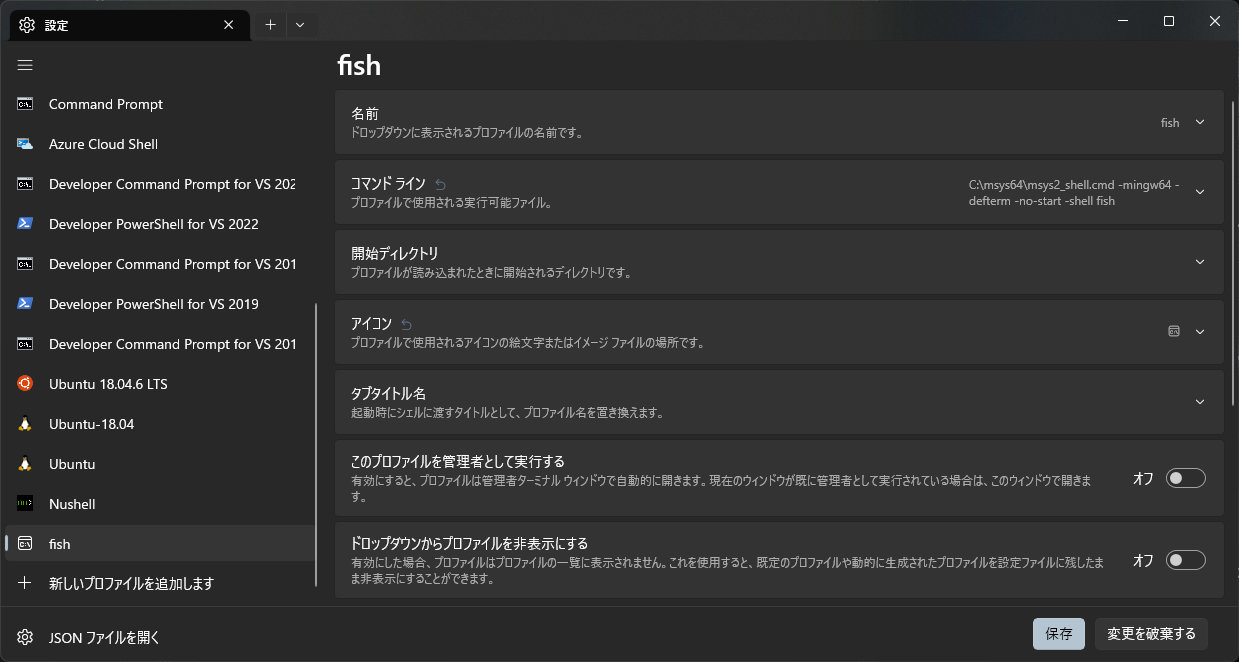 設定
fish
Command Prompt
Azure Cloud Shell
Developer Command Prompt for VS 202
Developer PowerShell for VS 2022
Developer Command Prompt for VS 201
Developer PowerShell for VS 2019
Developer Command Prompt for VS 201
Ubuntu 18.04.6 LTS
Ubuntu-18.04
Ubuntu
Nushell
fish
新しいプロファイルを追加します
JSON ファイルを開く
名前
ドロップダウンに表示されるプロファイルの名前です。
fish
コマンド ライン
プロファイルで使用される実行可能ファイル。
C:\msys64\msys2_shell.cmd -mingw64 -
defterm -no-start -shell fish
開始ディレクトリ
プロファイルが読み込まれたときに開始されるディレクトリです。
アイコン
プロファイルで使用されるアイコンの絵文字またはイメージ ファイルの場所です。
タブタイトル名
起動時にシェルに渡すタイトルとして、プロファイル名を置き換えます。
このプロファイルを管理者として実行する
有効にすると、プロファイルは管理者ターミナル ウィンドウで自動的に開きます。現在のウィンドウが既に管理者として実行されている場合は、このウィンドウで開きま
す。
オフ
ドロップダウンからプロファイルを非表示にする
有効にした場合、プロファイルはプロファイルの一覧に表示されません。これを使用すると、既定のプロファイルや動的に生成されたプロファイルを設定ファイルに残したま
ま非表示にすることができます。
オフ
保存
変更を破棄する